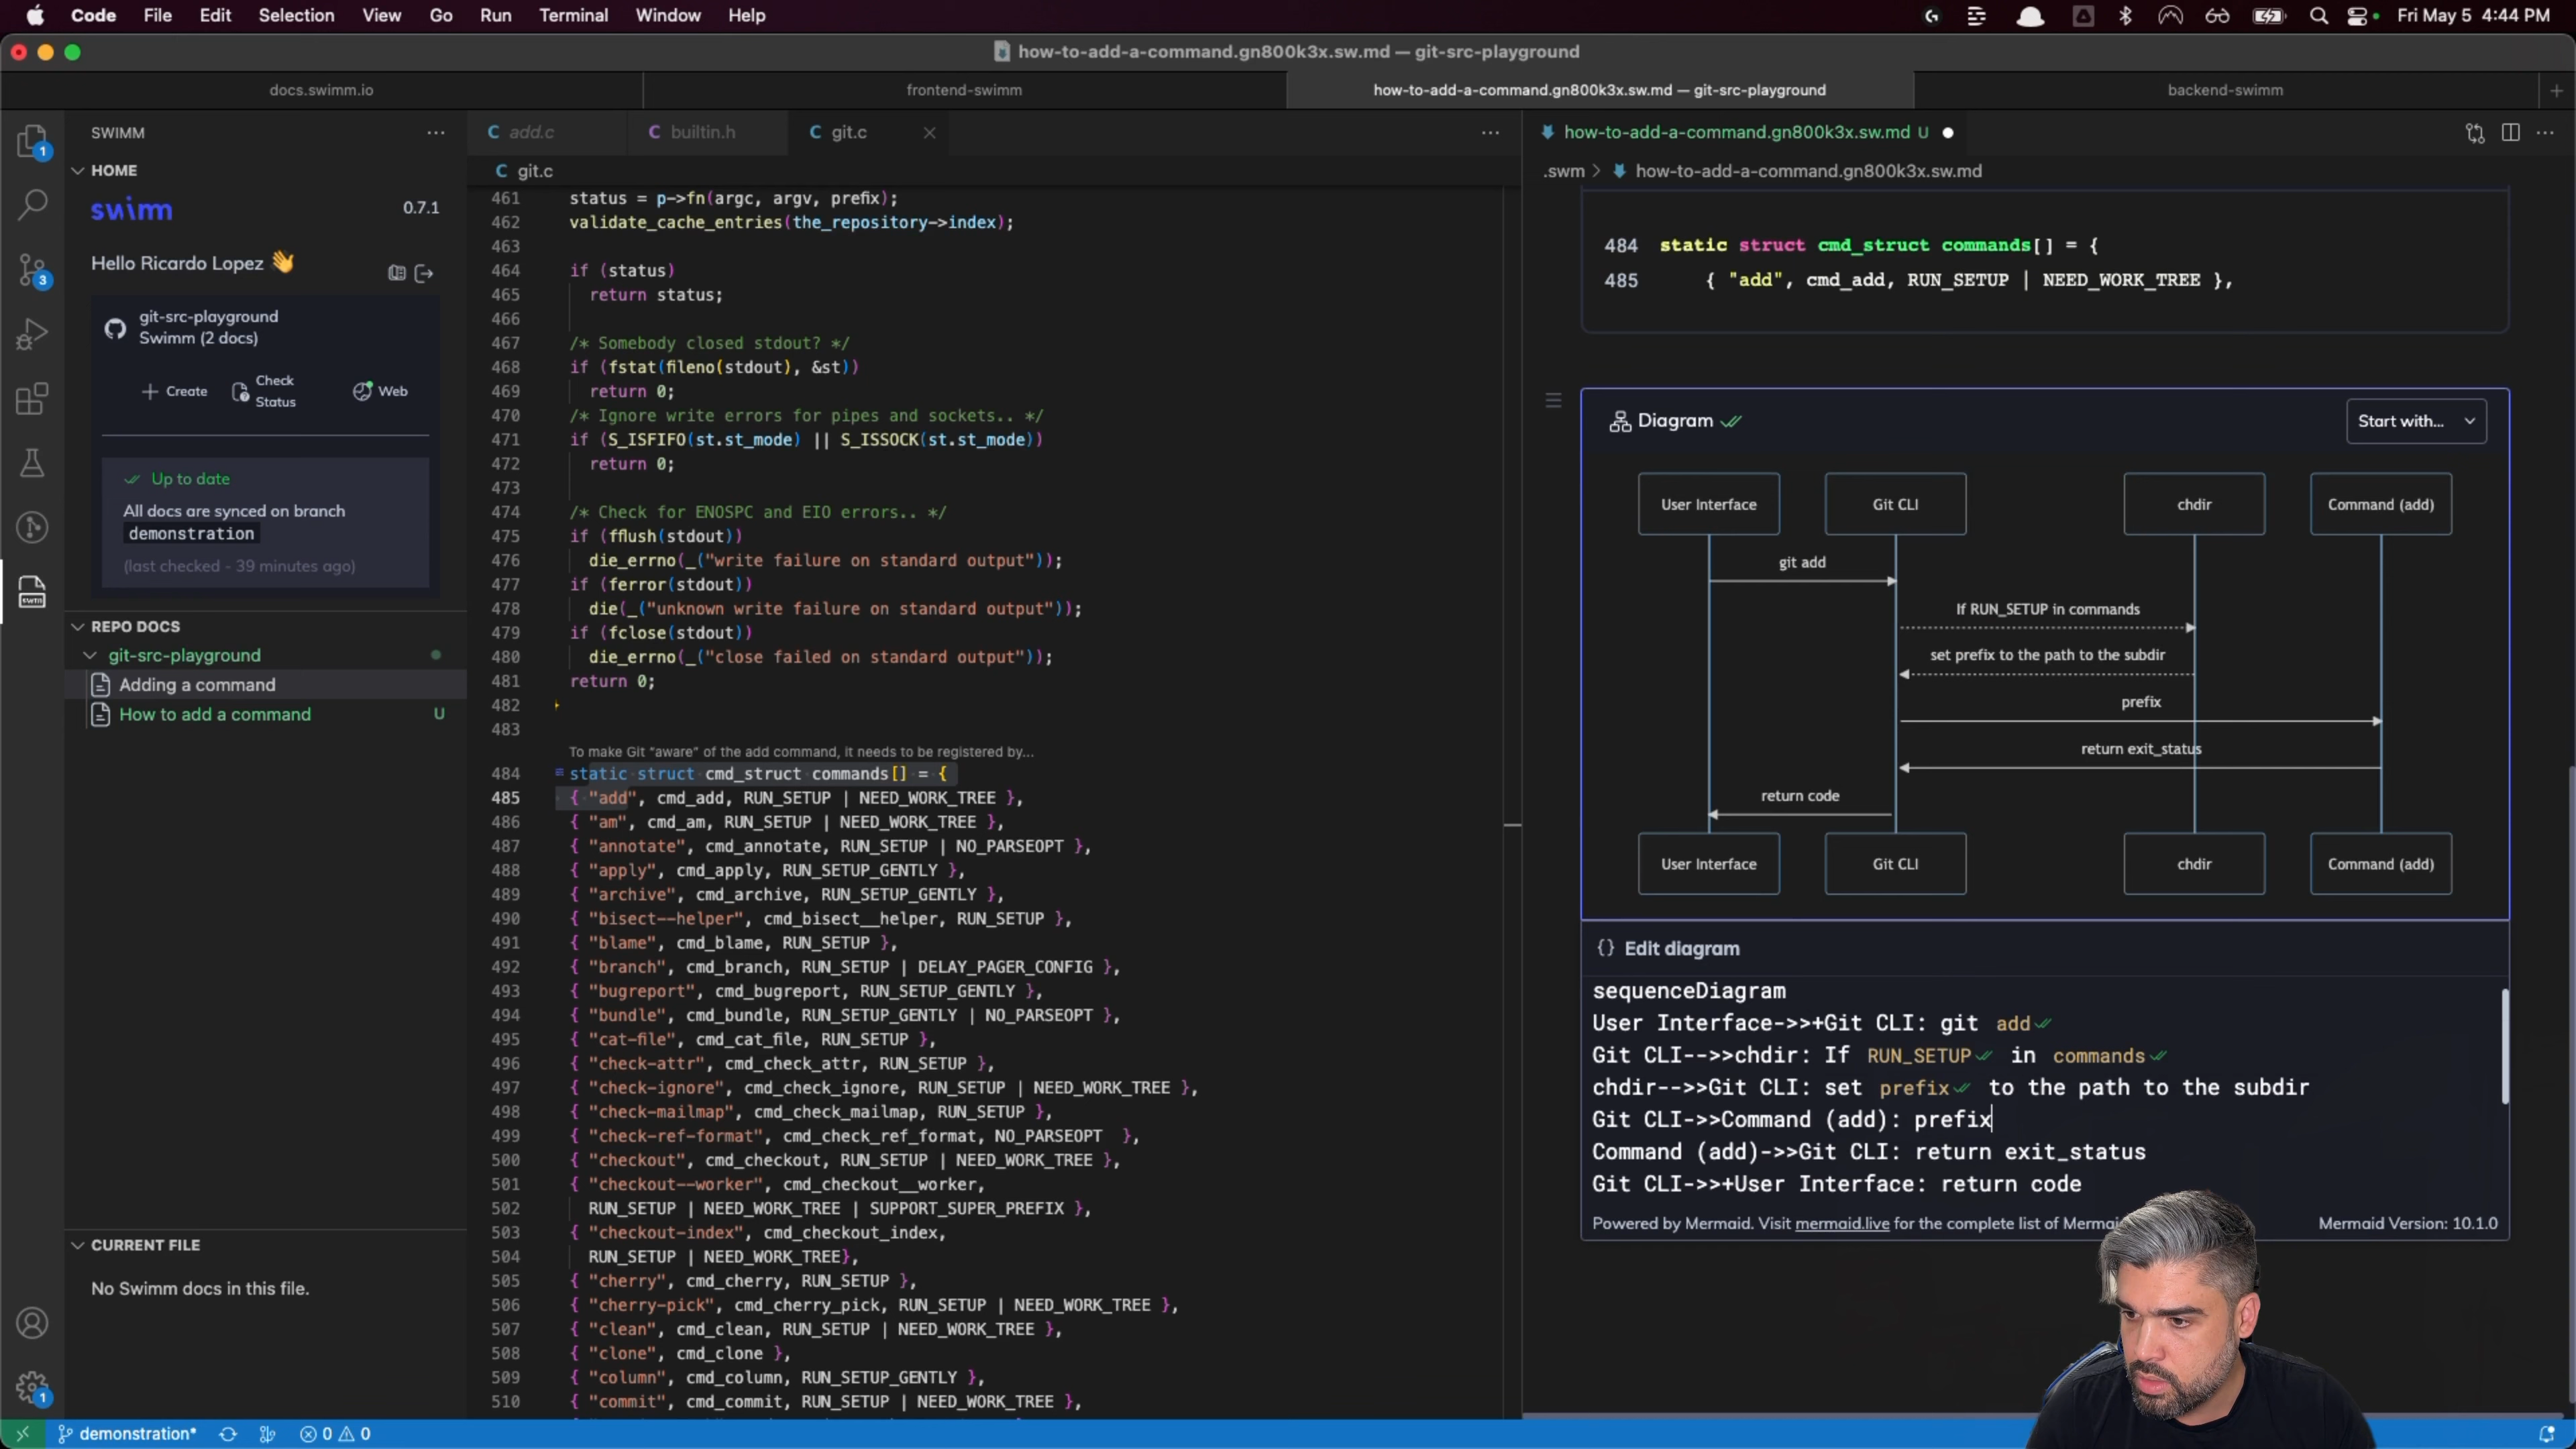 Code File Edit Selection View Go Run Terminal Window Help
Fri May 5 4:44 PM
how-to-add-a-command.gn800k3x.sw.md — git-src-playground
docs.swimm.io
frontend-swimm
how-to-add-a-command.gn800k3x.sw.md — git-src-playground
backend-swimm
SWIMM
HOME
swimm
0.7.1
Hello Ricardo Lopez
git-src-playground
Swimm (2 docs)
Create
Check
Status
Web
Up to date
All docs are synced on branch
demonstration
(last checked - 39 minutes ago)
REPO DOCS
git-src-playground
Adding a command
How to add a command U
CURRENT FILE
No Swimm docs in this file.
1
3
swm
1
add.c
builtin.h
git.c
git.c
461 status = p->fn(argc, argv, prefix);
462 validate_cache_entries(the_repository->index);
463
464 if (status)
465 return status;
466
467 /* Somebody closed stdout? */
468 if (fstat(fileno(stdout), &st))
469 return 0;
470 /* Ignore write errors for pipes and sockets.. */
471 if (S_ISFIFO(st.st_mode) || S_ISSOCK(st.st_mode))
472 return 0;
473
474 /* Check for ENOSPC and EIO errors.. */
475 if (fflush(stdout))
476 die_errno(_("write failure on standard output"));
477 if (ferror(stdout))
478 die(_("unknown write failure on standard output"));
479 if (fclose(stdout))
480 die_errno(_("close failed on standard output"));
481 return 0;
482
483
To make Git "aware" of the add command, it needs to be registered by...
484 static struct cmd_struct commands[] = {
485 { "add", cmd_add, RUN_SETUP | NEED_WORK_TREE },
486 { "am", cmd_am, RUN_SETUP | NEED_WORK_TREE },
487 { "annotate", cmd_annotate, RUN_SETUP | NO_PARSEOPT },
488 { "apply", cmd_apply, RUN_SETUP_GENTLY },
489 { "archive", cmd_archive, RUN_SETUP_GENTLY },
490 { "bisect--helper", cmd_bisect__helper, RUN_SETUP },
491 { "blame", cmd_blame, RUN_SETUP },
492 { "branch", cmd_branch, RUN_SETUP | DELAY_PAGER_CONFIG },
493 { "bugreport", cmd_bugreport, RUN_SETUP_GENTLY },
494 { "bundle", cmd_bundle, RUN_SETUP_GENTLY | NO_PARSEOPT },
495 { "cat-file", cmd_cat_file, RUN_SETUP },
496 { "check-attr", cmd_check_attr, RUN_SETUP },
497 { "check-ignore", cmd_check_ignore, RUN_SETUP | NEED_WORK_TREE },
498 { "check-mailmap", cmd_check_mailmap, RUN_SETUP },
499 { "check-ref-format", cmd_check_ref_format, NO_PARSEOPT },
500 { "checkout", cmd_checkout, RUN_SETUP | NEED_WORK_TREE },
501 { "checkout--worker", cmd_checkout__worker,
502 RUN_SETUP | NEED_WORK_TREE | SUPPORT_SUPER_PREFIX },
503 { "checkout-index", cmd_checkout_index,
504 RUN_SETUP | NEED_WORK_TREE},
505 { "cherry", cmd_cherry, RUN_SETUP },
506 { "cherry-pick", cmd_cherry_pick, RUN_SETUP | NEED_WORK_TREE },
507 { "clean", cmd_clean, RUN_SETUP | NEED_WORK_TREE },
508 { "clone", cmd_clone },
509 { "column", cmd_column, RUN_SETUP_GENTLY },
510 { "commit", cmd_commit, RUN_SETUP | NEED_WORK_TREE },
how-to-add-a-command.gn800k3x.sw.md U
.swm > how-to-add-a-command.gn800k3x.sw.md
484 static struct cmd_struct commands[] = {
485 { "add", cmd_add, RUN_SETUP | NEED_WORK_TREE },
Diagram
Start with...
User Interface
Git CLI
chdir
Command (add)
git add
If RUN_SETUP in commands
set prefix to the path to the subdir
prefix
return exit_status
return code
User Interface
Git CLI
chdir
Command (add)
{} Edit diagram
sequenceDiagram
User Interface->>+Git CLI: git add
Git CLI-->>chdir: If RUN_SETUP in commands
chdir-->>Git CLI: set prefix to the path to the subdir
Git CLI->>Command (add): prefix
Command (add)->>Git CLI: return exit_status
Git CLI->>+User Interface: return code
Powered by Mermaid. Visit mermaid.live for the complete list of
Mermaid Version: 10.1.0
demonstration* 0 0